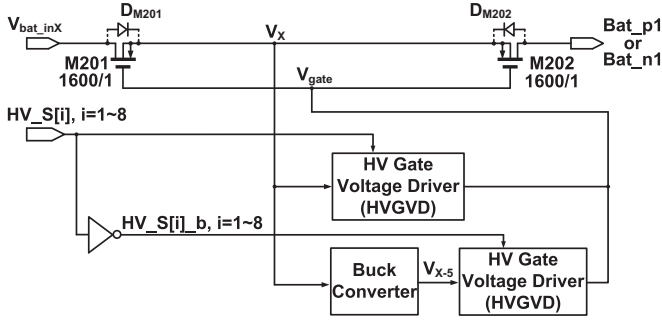 D_M201
D_M202
V_bat_inX
V_X
Bat_p1
or
Bat_n1
M201
1600/1
V_gate
M202
1600/1
HV_S[i], i=1~8
HV Gate
Voltage Driver
(HVGVD)
HV_S[i]_b, i=1~8
Buck
Converter
V_X-5
HV Gate
Voltage Driver
(HVGVD)